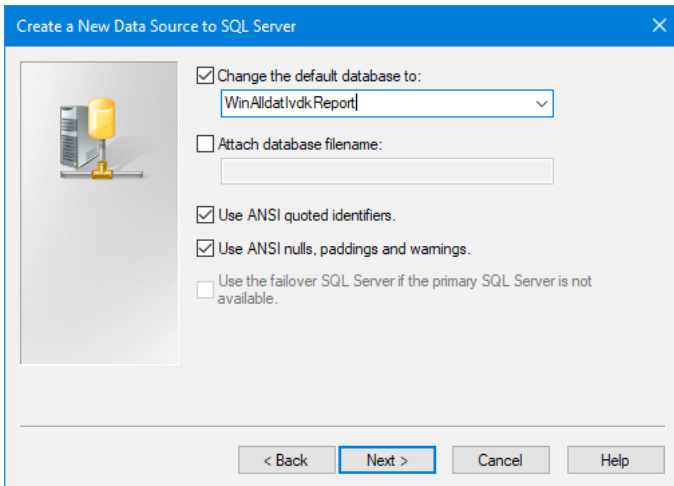 Create a New Data Source to SQL Server
Change the default database to:
WinAlldatIvdkReport
Attach database filename:
Use ANSI quoted identifiers.
Use ANSI nulls, paddings and warnings.
Use the failover SQL Server if the primary SQL Server is not
available.
< Back Next > Cancel Help